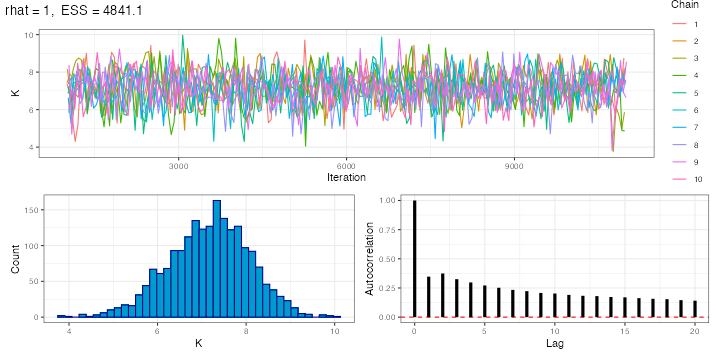 rhat = 1, ESS = 4841.1
Chain
1
2
3
4
5
6
7
8
9
10
K
10
8
6
4
3000 6000 9000
Iteration
Count
150
100
50
0
4 6 8 10
K
Autocorrelation
1.00
0.75
0.50
0.25
0.00
0 5 10 15 20
Lag